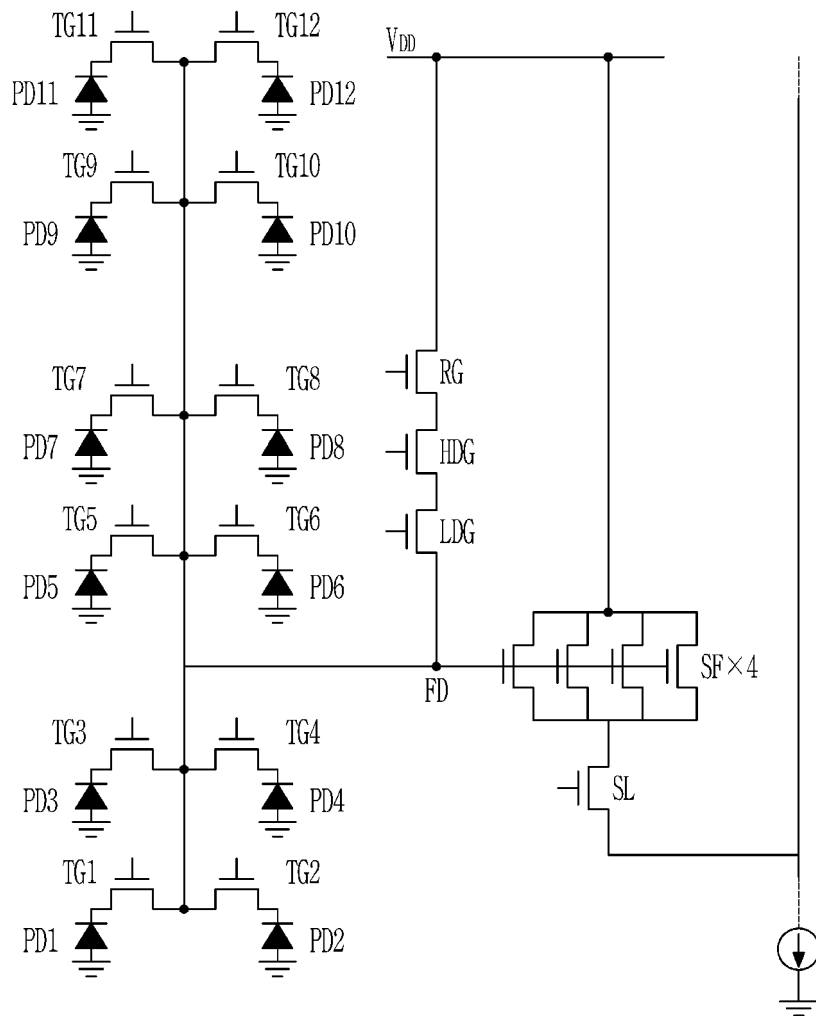 TG11 TG12 VDD
PD11 PD12
TG9 TG10
PD9 PD10
TG7 TG8 RG
PD7 PD8 HDG
TG5 TG6 LDG
PD5 PD6
FD SF×4
TG3 TG4
PD3 PD4 SL
TG1 TG2
PD1 PD2